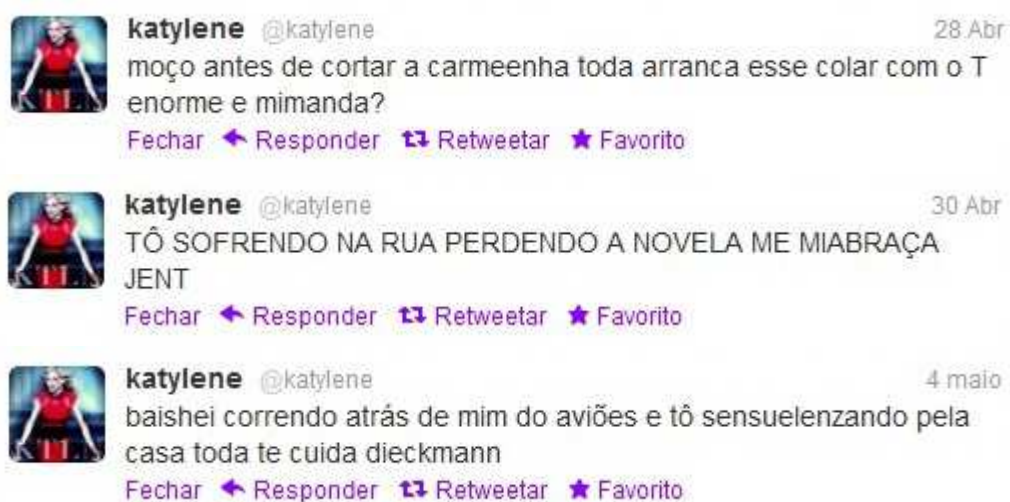 katylene @katylene 28 Abr
moço antes de cortar a carmeenha toda arranca esse colar com o T
enorme e mimanda?
Fechar Responder Retweetar Favorito
katylene @katylene 30 Abr
TÔ SOFRENDO NA RUA PERDENDO A NOVELA ME MIABRAÇA
JENT
Fechar Responder Retweetar Favorito
katylene @katylene 4 maio
baishei correndo atrás de mim do aviões e tô sensuelenzando pela
casa toda te cuida dieckmann
Fechar Responder Retweetar Favorito